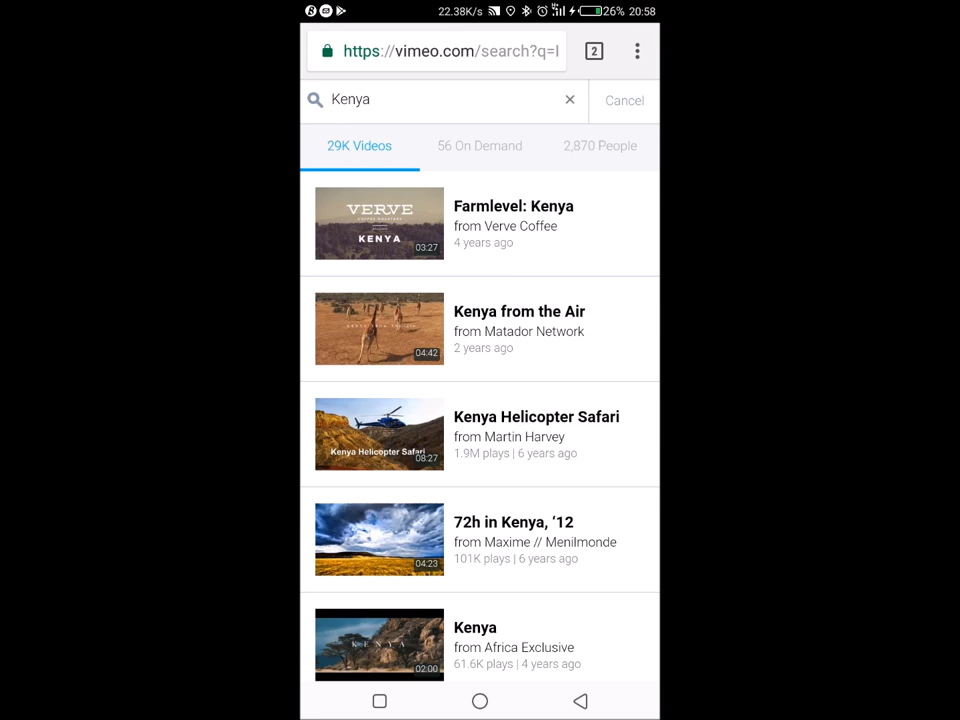 22.38K/s 26% 20:58
https://vimeo.com/search?q= 2
Kenya Cancel
29K Videos 56 On Demand 2,870 People
VERVE
COFFEE ROASTERS
KENYA
03:27
Farmlevel: Kenya
from Verve Coffee
4 years ago
04:42
Kenya from the Air
from Matador Network
2 years ago
Kenya Helicopter Safari
08:27
Kenya Helicopter Safari
from Martin Harvey
1.9M plays | 6 years ago
04:23
72h in Kenya, ‘12
from Maxime // Menilmonde
101K plays | 6 years ago
KENYA
02:00
Kenya
from Africa Exclusive
61.6K plays | 4 years ago